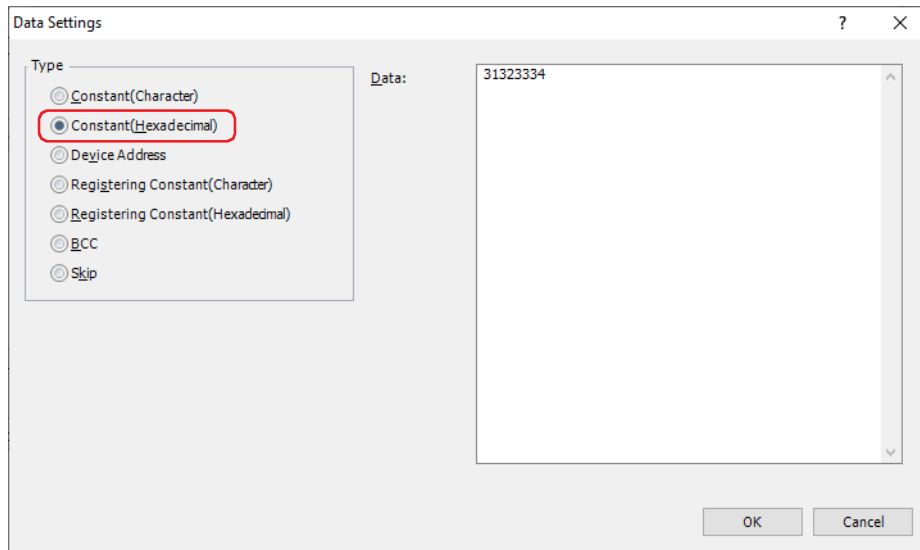 Data Settings
?
Type
Constant(Character)
Constant(Hexadecimal)
Device Address
Registering Constant(Character)
Registering Constant(Hexadecimal)
BCC
Skip
Data:
31323334
OK
Cancel